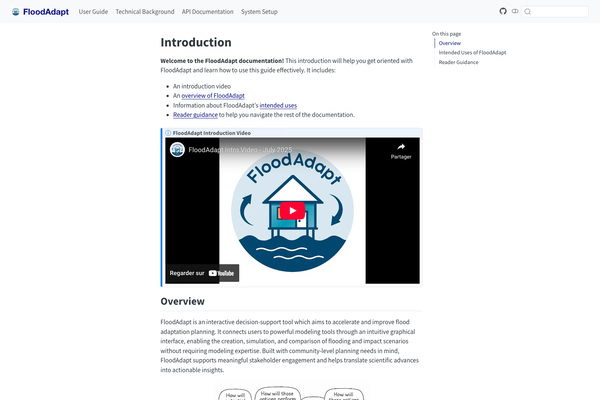 FloodAdapt User Guide Technical Background API Documentation System Setup
On this page
Overview
Intended Uses of FloodAdapt
Reader Guidance
Introduction
Welcome to the FloodAdapt documentation! This introduction will help you get oriented with
FloodAdapt and learn how to use this guide effectively. It includes:
An introduction video
An overview of FloodAdapt
Information about FloodAdapt's intended uses
Reader guidance to help you navigate the rest of the documentation.
FloodAdapt Introduction Video
FloodAdapt Intro Video - July 2025
Partager
FloodAdapt
Regarder sur YouTube
Overview
FloodAdapt is an interactive decision-support tool which aims to accelerate and improve flood
adaptation planning. It connects users to powerful modeling tools through an intuitive graphical
interface, enabling the creation, simulation, and comparison of flooding and impact scenarios
without requiring modeling expertise. Built with community-level planning needs in mind,
FloodAdapt supports meaningful stakeholder engagement and helps translate scientific advances
into actionable insights.
How will
How will these
How will